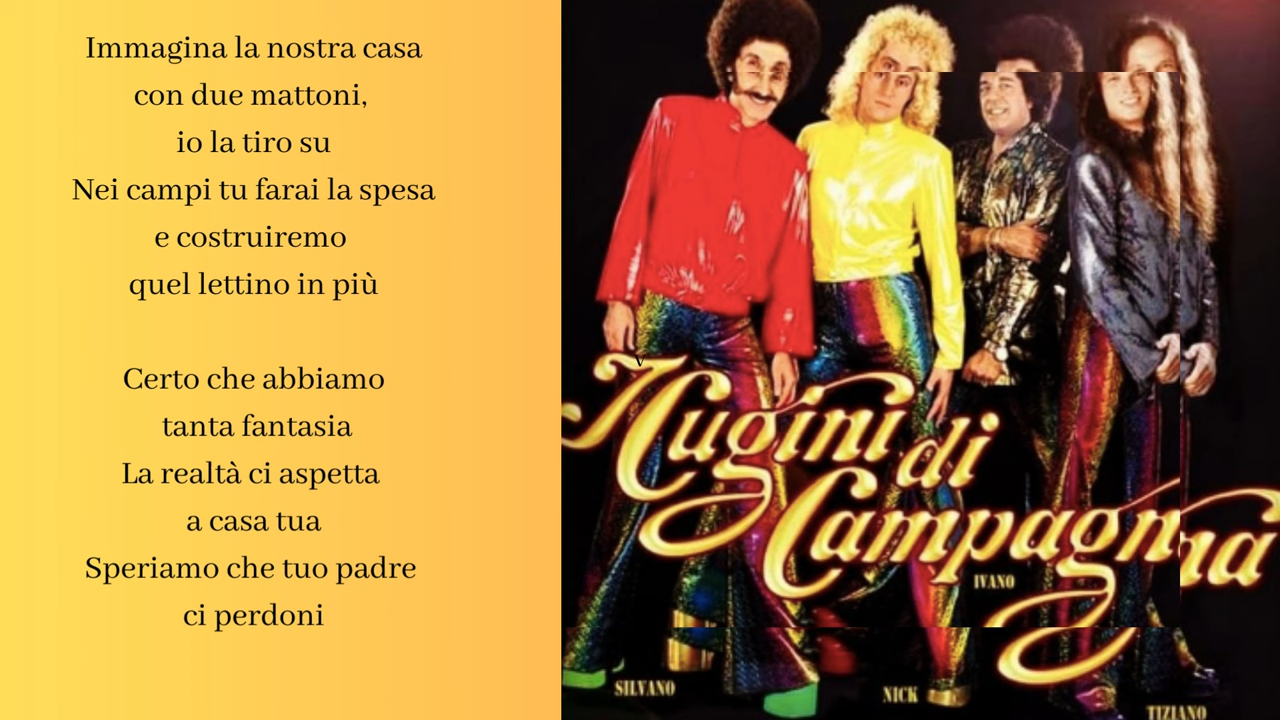 Immagina la nostra casa
con due mattoni,
io la tiro su
Nei campi tu farai la spesa
e costruiremo
quel lettino in più
Certo che abbiamo
tanta fantasia
La realtà ci aspetta
a casa tua
Speriamo che tuo padre
ci perdoni
v
I Cugini di
Campagnna
IVANO
SILVANO
NICK
TIZIANO